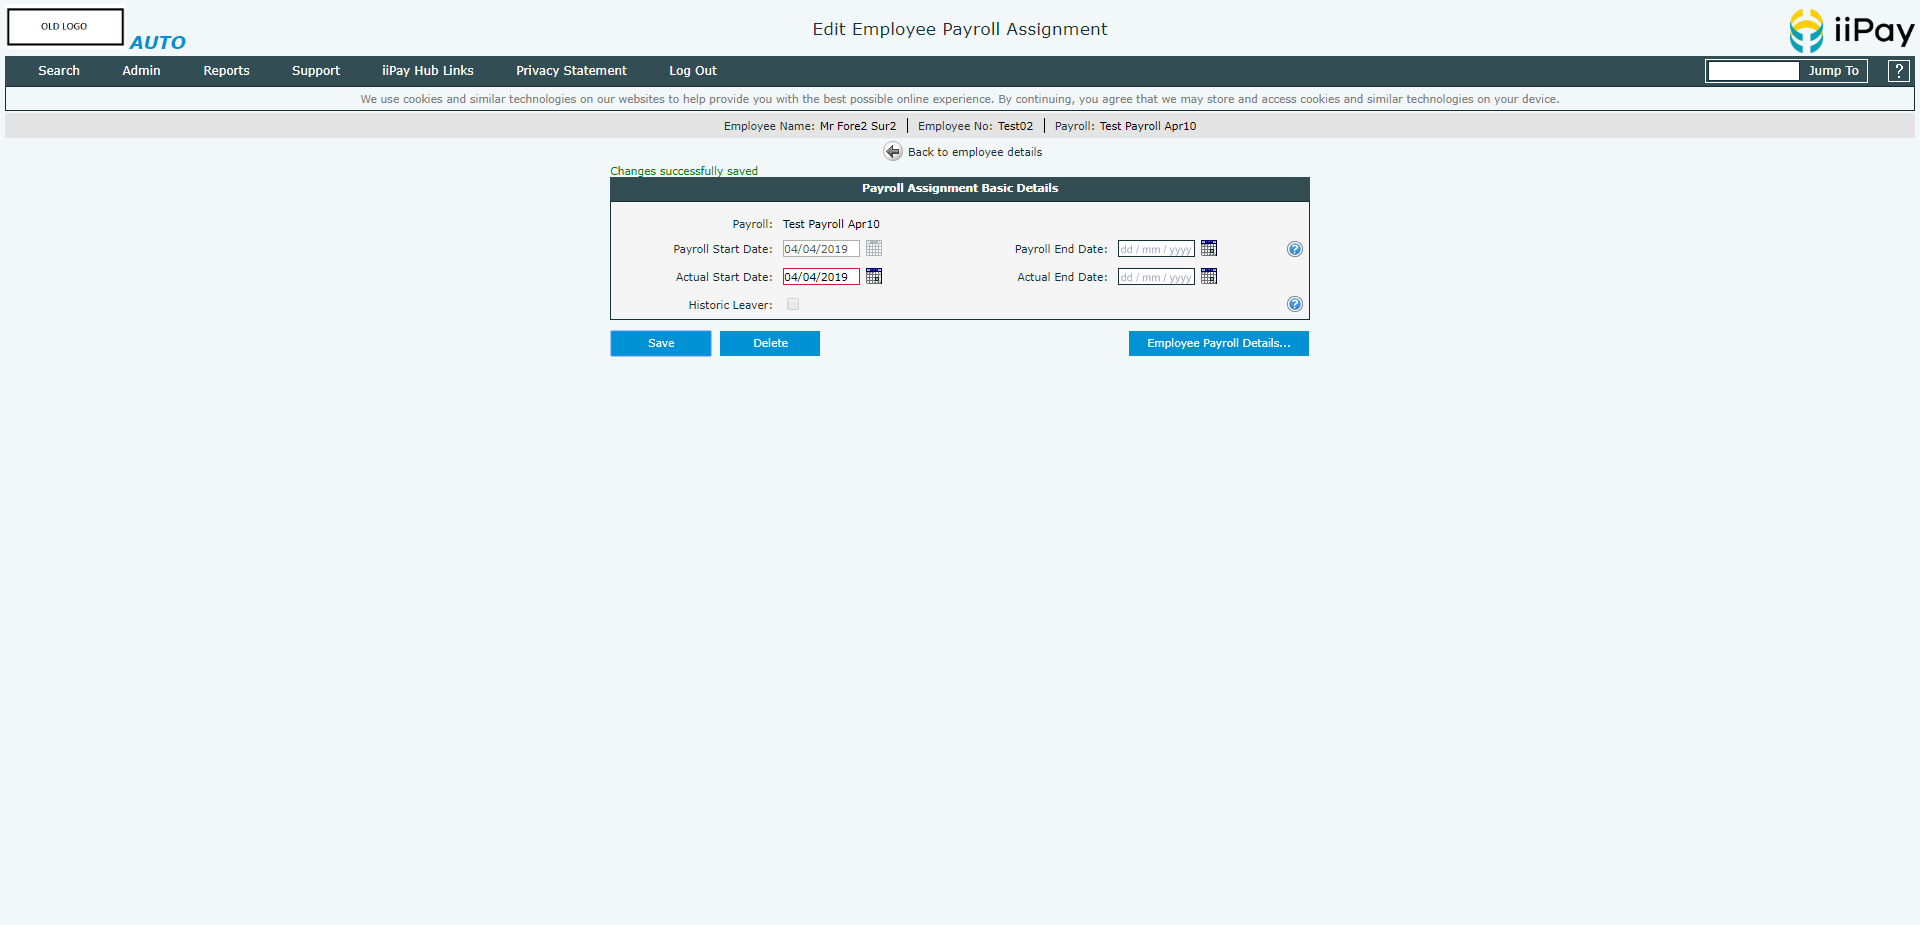 OLD LOGO
AUTO
Edit Employee Payroll Assignment
iiPay
Search Admin Reports Support iiPay Hub Links Privacy Statement Log Out Jump To ?
We use cookies and similar technologies on our websites to help provide you with the best possible online experience. By continuing, you agree that we may store and access cookies and similar technologies on your device.
Employee Name: Mr Fore2 Sur2 Employee No: Test02 Payroll: Test Payroll Apr10
Back to employee details
Changes successfully saved
Payroll Assignment Basic Details
Payroll: Test Payroll Apr10
Payroll Start Date: 04/04/2019 Payroll End Date: dd / mm / yyyy ?
Actual Start Date: 04/04/2019 Actual End Date: dd / mm / yyyy
Historic Leaver: ?
Save Delete Employee Payroll Details...